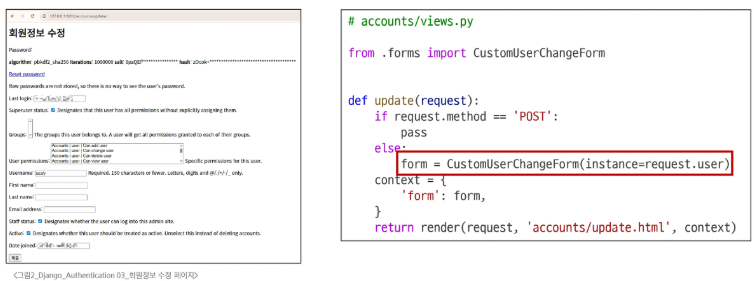 127.0.0.1:8000/accounts/update/
회원정보 수정
Password:
algorithm: pbkdf2_sha256 iterations: 1000000 salt: hash:
Reset password
Raw passwords are not stored, so there is no way to see the user's password.
Last login:
Superuser status: Designates that this user has all permissions without explicitly assigning them.
Groups: The groups this user belongs to. A user will get all permissions granted to each of their groups.
Accounts | user | Can add user
Accounts | user | Can change user
Accounts | user | Can delete user
Accounts | user | Can view user
User permissions: Specific permissions for this user.
Username: Required. 150 characters or fewer. Letters, digits and @/./+/-/_ only.
First name:
Last name:
Email address:
Staff status: Designates whether the user can log into this admin site.
Active: Designates whether this user should be treated as active. Unselect this instead of deleting accounts.
Date joined:
<그림2_Django_Authentication 03_회원정보 수정 페이지>
# accounts/views.py
from .forms import CustomUserChangeForm
def update(request):
if request.method == 'POST':
pass
else:
form = CustomUserChangeForm(instance=request.user)
context = {
'form': form,
}
return render(request, 'accounts/update.html', context)